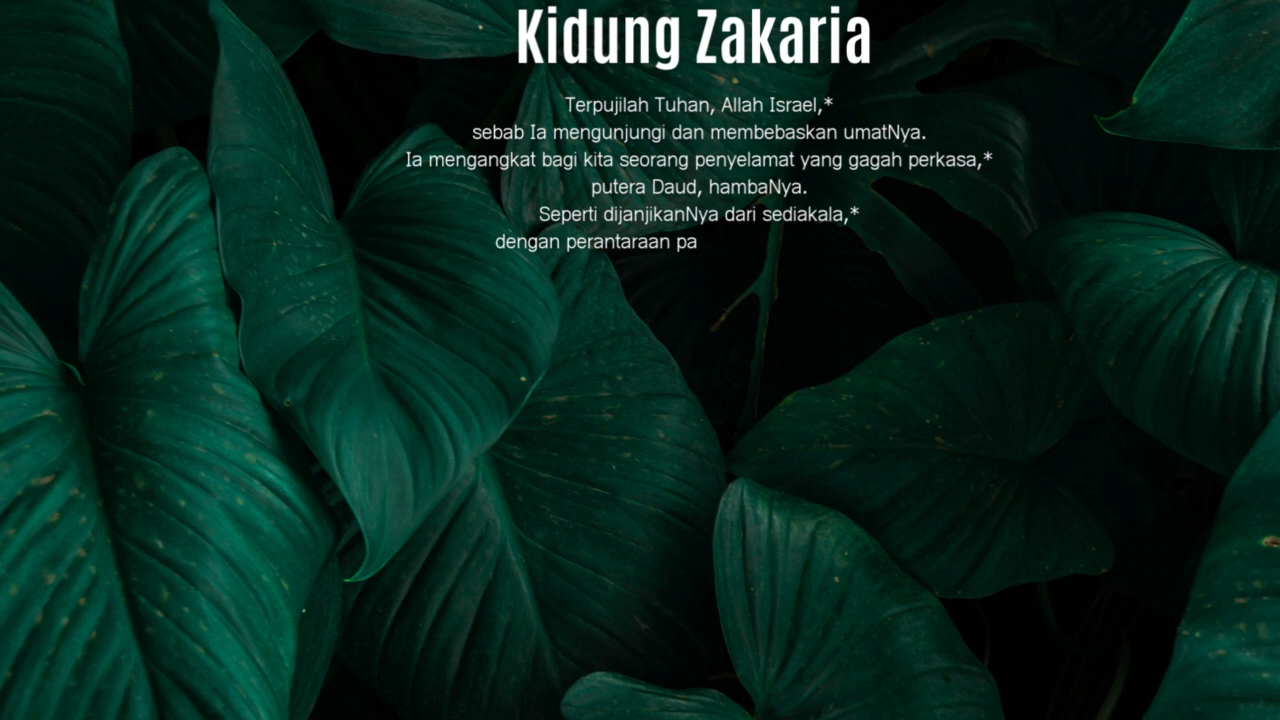 Kidung Zakaria
Terpujilah Tuhan, Allah Israel,*
sebab Ia mengunjungi dan membebaskan umatNya.
Ia mengangkat bagi kita seorang penyelamat yang gagah perkasa,*
putera Daud, hambaNya.
Seperti dijanjikanNya dari sediakala,*
dengan perantaraan pa